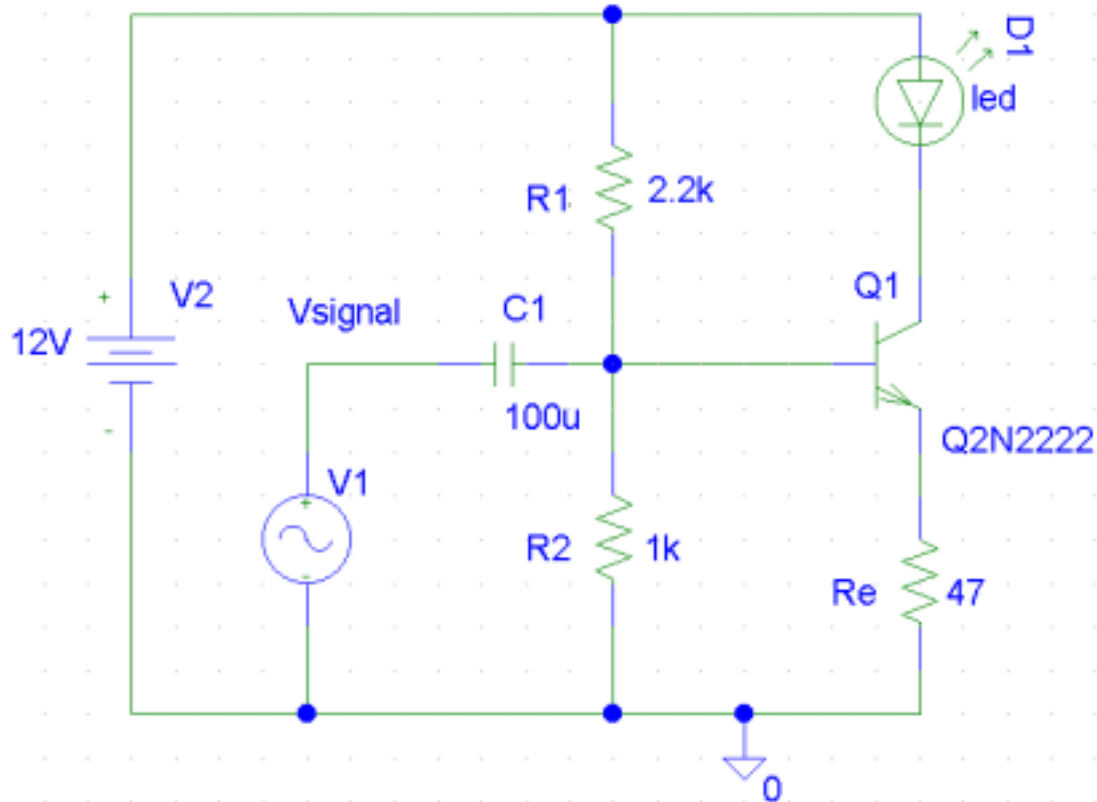 D1
led
R1
2.2k
V2
12V
Vsignal
C1
100u
Q1
Q2N2222
V1
R2
1k
Re
47
0